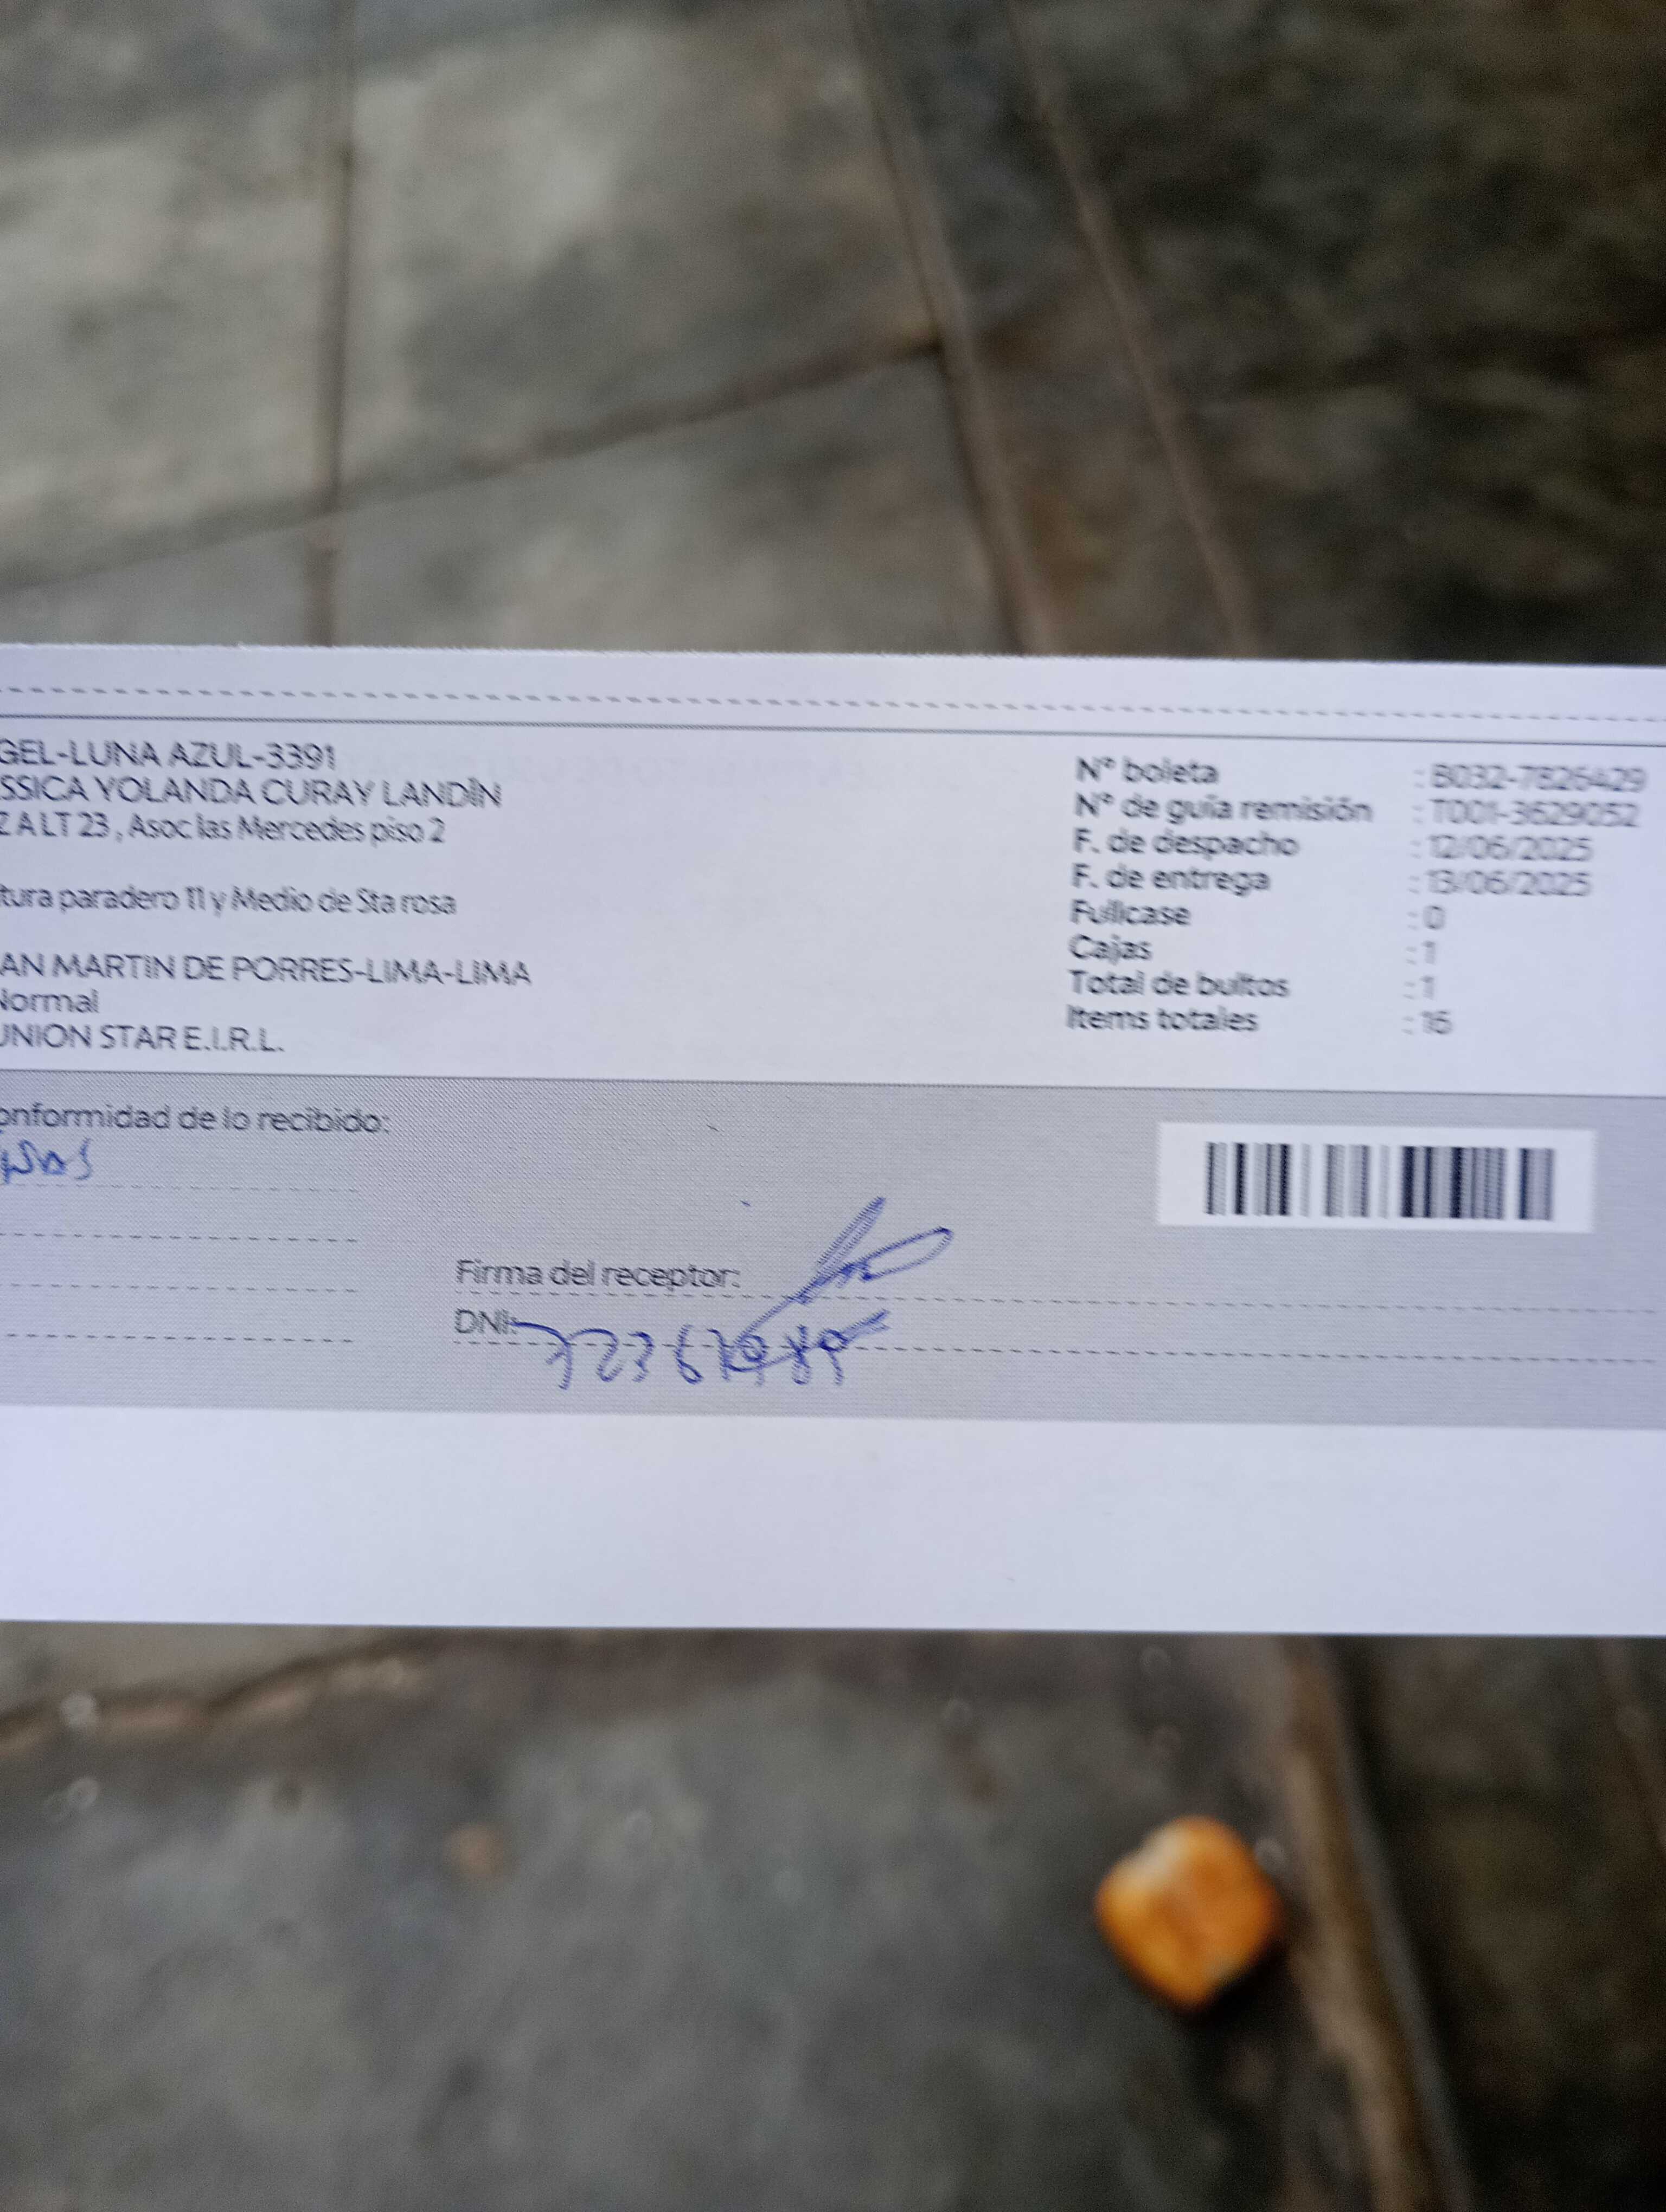 GEL-LUNA AZUL-3391
SSICA YOLANDA CURAY LANDÍN
Z A LT 23 , Asoc las Mercedes piso 2
tura paradero 11 y Medio de Sta rosa
AN MARTIN DE PORRES-LIMA-LIMA
Normal
UNION STAR E.I.R.L.
N° boleta : B032-7826429
N° de guía remisión : T001-3629052
F. de despacho : 12/06/2025
F. de entrega : 13/06/2025
Fullcase : 0
Cajas : 1
Total de bultos : 1
Items totales : 16
onformidad de lo recibido:
Firma del receptor:
DNI: